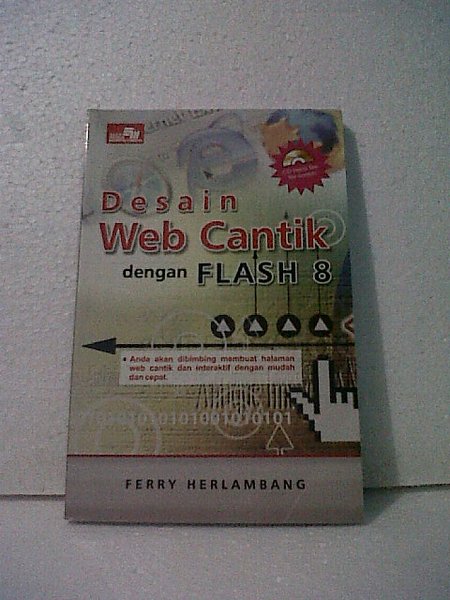 Desain
Web Cantik
dengan FLASH 8
• Anda akan dibimbing membuat halaman
web cantik dan interaktif dengan mudah
dan cepat.
FERRY HERLAMBANG